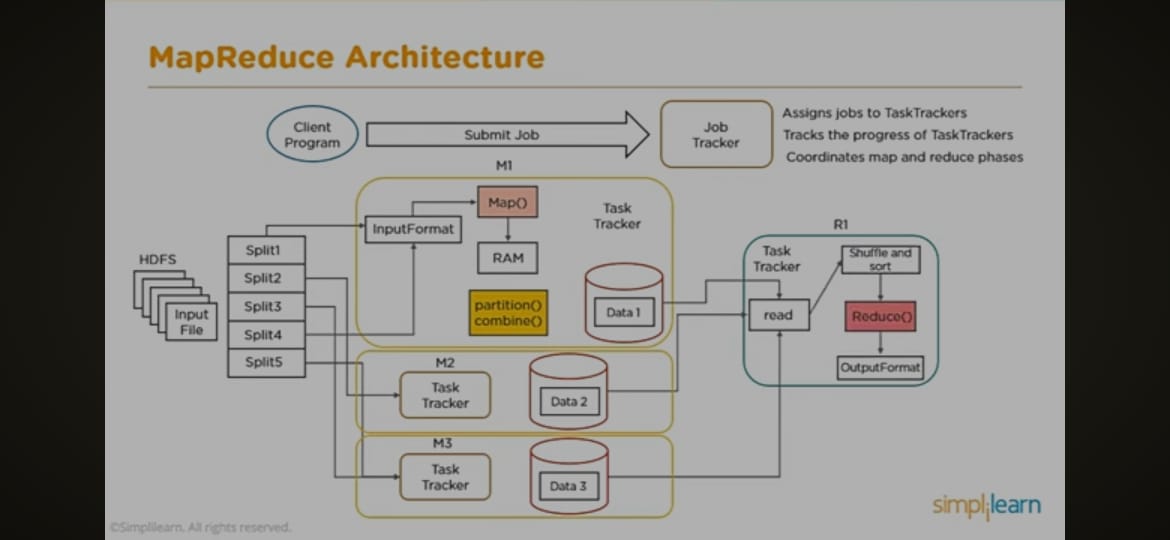 MapReduce Architecture
Client
Program
Submit Job
Job
Tracker
Assigns jobs to TaskTrackers
Tracks the progress of TaskTrackers
Coordinates map and reduce phases
M1
Map()
Task
Tracker
InputFormat
RAM
partition()
combine()
Data 1
HDFS
Input
File
Split1
Split2
Split3
Split4
Split5
M2
Task
Tracker
Data 2
M3
Task
Tracker
Data 3
R1
Task
Tracker
Shuffle and
sort
read
Reduce()
OutputFormat
simplilearn
©Simplilearn. All rights reserved.